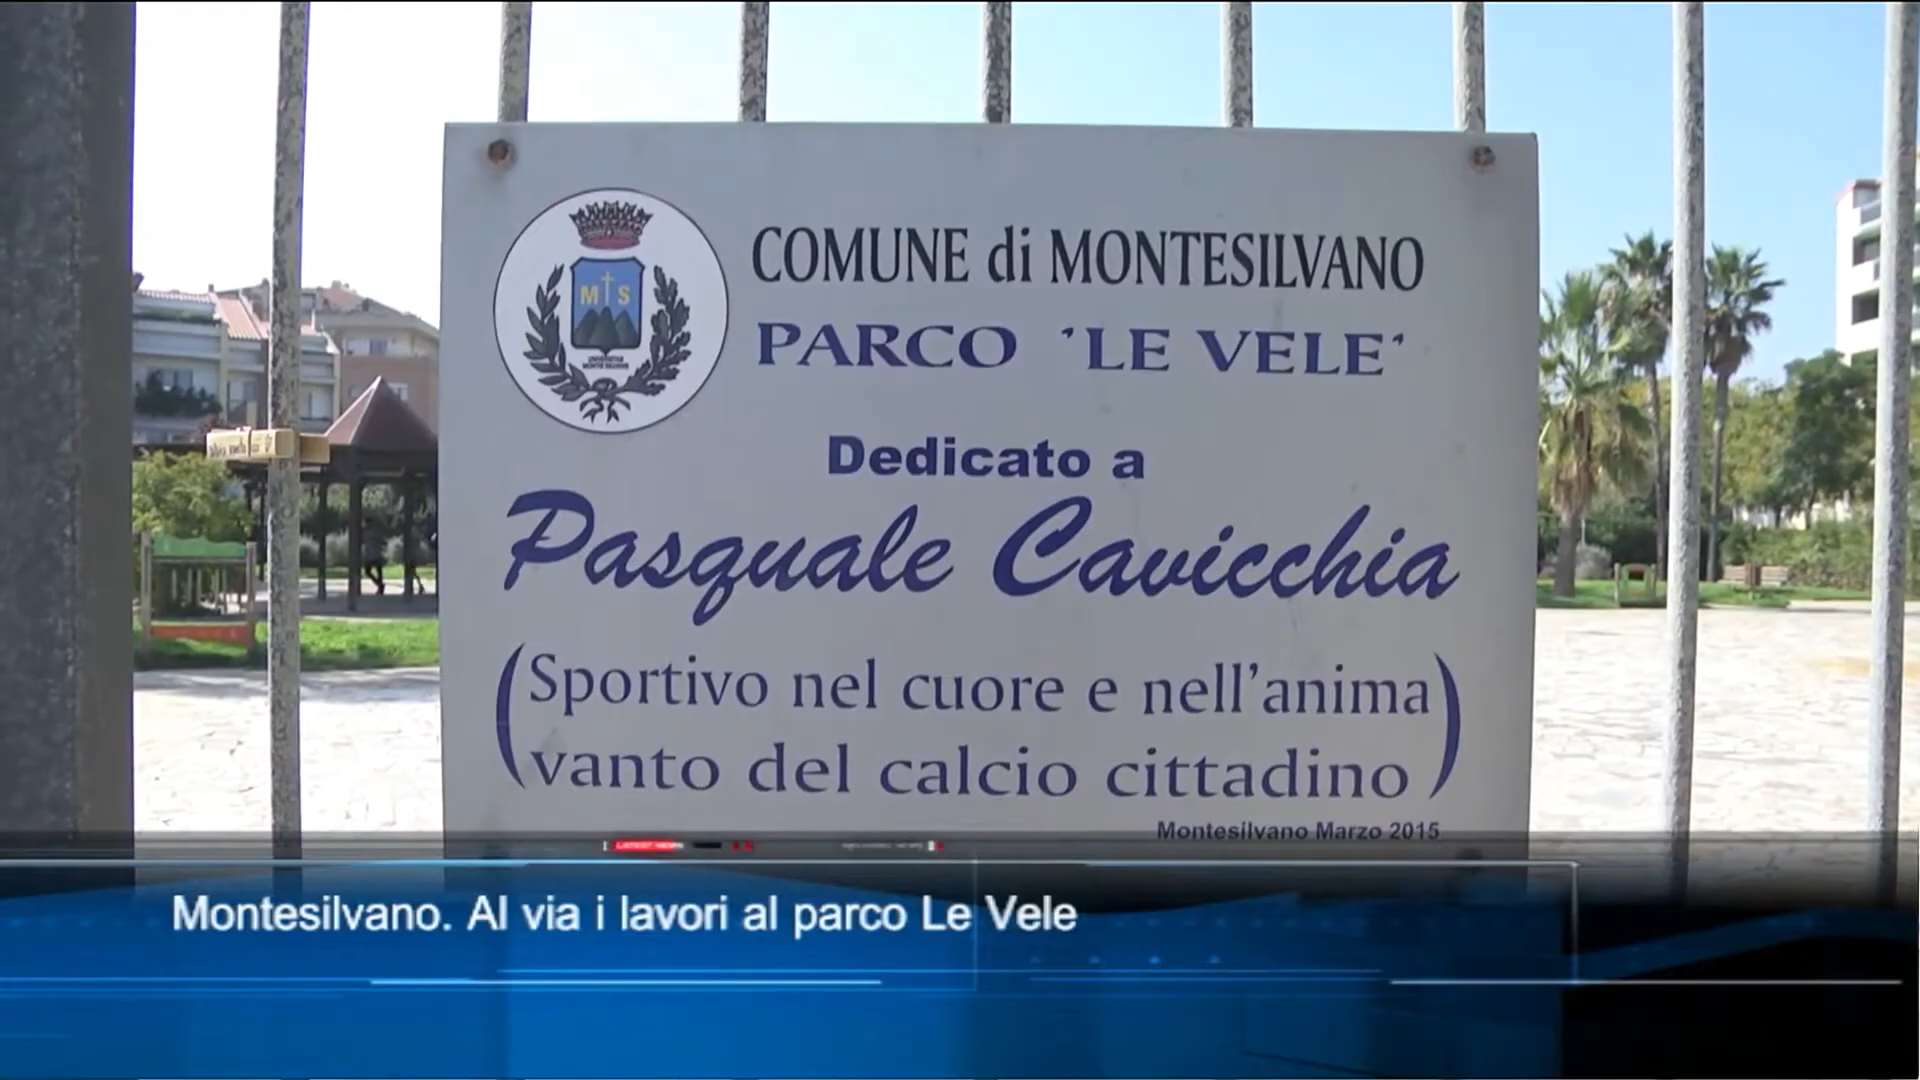 COMUNE di MONTESILVANO
PARCO 'LE VELE'
M S
Dedicato a
Pasquale Cavicchia
(Sportivo nel cuore e nell'anima
vanto del calcio cittadino)
Montesilvano Marzo 2015
Montesilvano. Al via i lavori al parco Le Vele